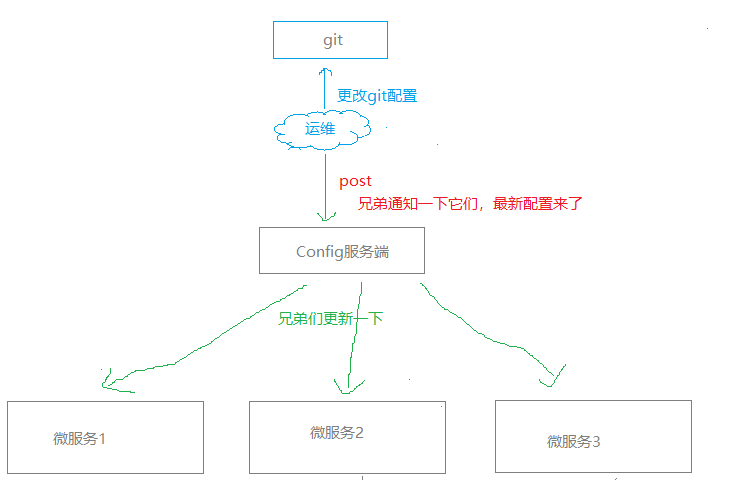 git
更改git配置
运维
post
兄弟通知一下它们，最新配置来了
Config服务端
兄弟们更新一下
微服务1
微服务2
微服务3